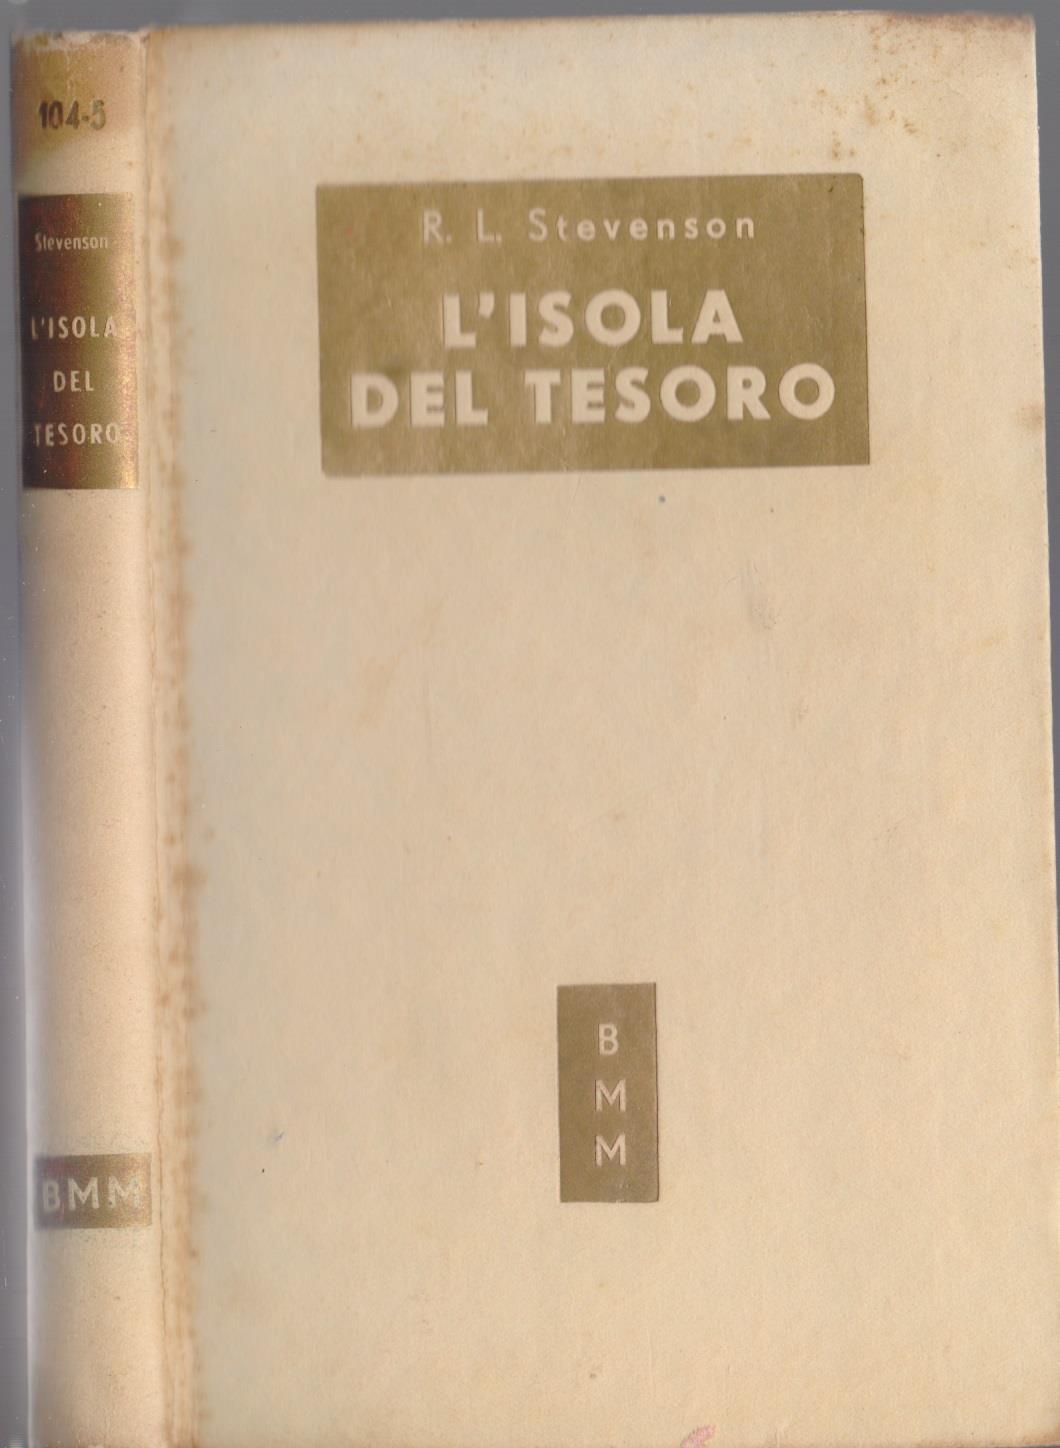 104-5
Stevenson
L'ISOLA
DEL
TESORO
BMM
R. L. Stevenson
L'ISOLA
DEL TESORO
B
M
M